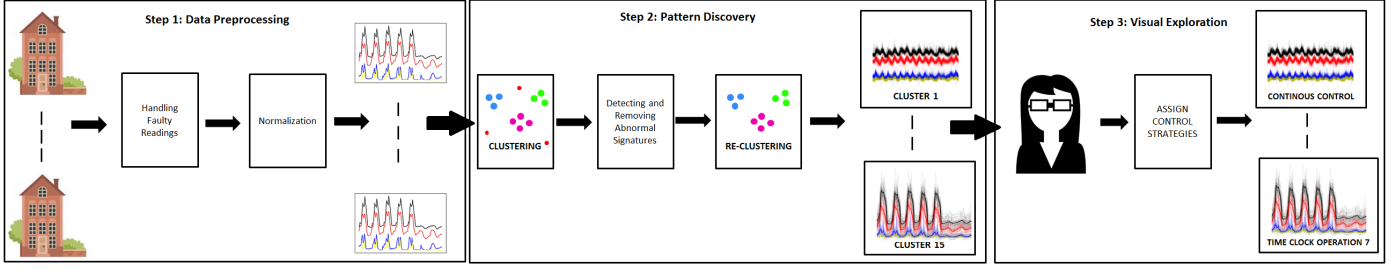 Step 1: Data Preprocessing
Handling
Faulty
Readings
Normalization
Step 2: Pattern Discovery
CLUSTERING
Detecting and
Removing
Abnormal
Signatures
RE-CLUSTERING
CLUSTER 1
CLUSTER 15
Step 3: Visual Exploration
ASSIGN
CONTROL
STRATEGIES
CONTINOUS CONTROL
TIME CLOCK OPERATION 7